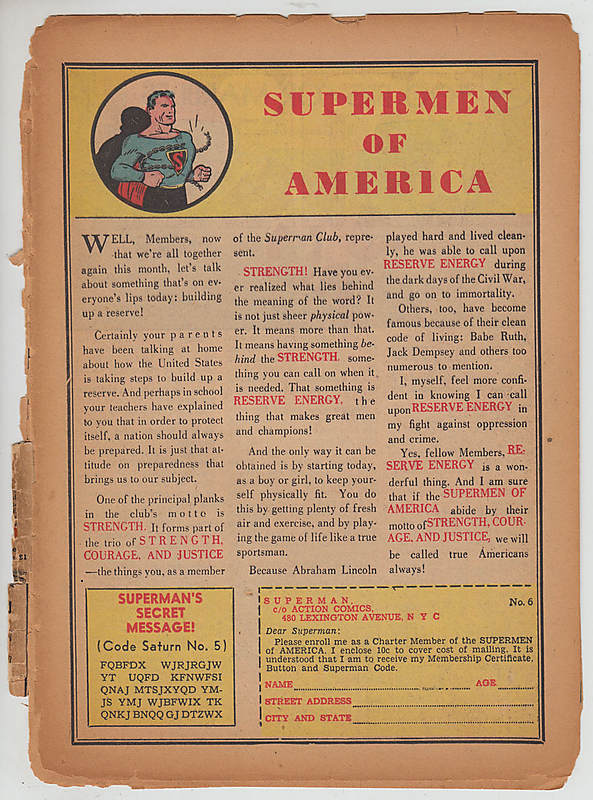 SUPERMEN
OF
AMERICA
WELL, Members, now
that we're all together
again this month, let's talk
about something that's on ev-
eryone's lips today: building
up a reserve!
Certainly your parents
have been talking at home
about how the United States
is taking steps to build up a
reserve. And perhaps in school
your teachers have explained
to you that in order to protect
itself, a nation should always
be prepared. It is just that at-
titude on preparedness that
brings us to our subject.
One of the principal planks
in the club's motto is
STRENGTH. It forms part of
the trio of STRENGTH,
COURAGE, AND JUSTICE
—the things you, as a member
of the Superman Club, repre-
sent.
STRENGTH! Have you ev-
er realized what lies behind
the meaning of the word? It
is not just sheer physical pow-
er. It means more than that.
It means having something be-
hind the STRENGTH, some-
thing you can call on when it
is needed. That something is
RESERVE ENERGY, the
thing that makes great men
and champions!
And the only way it can be
obtained is by starting today,
as a boy or girl, to keep your-
self physically fit. You do
this by getting plenty of fresh
air and exercise, and by play-
ing the game of life like a true
sportsman.
Because Abraham Lincoln
played hard and lived clean-
ly, he was able to call upon
RESERVE ENERGY during
the dark days of the Civil War,
and go on to immortality.
Others, too, have become
famous because of their clean
code of living: Babe Ruth,
Jack Dempsey and others too
numerous to mention.
I, myself, feel more confi-
dent in knowing I can call
upon RESERVE ENERGY in
my fight against oppression
and crime.
Yes, fellow Members, RE-
SERVE ENERGY is a won-
derful thing. And I am sure
that if the SUPERMEN OF
AMERICA abide by their
motto of STRENGTH, COUR-
AGE, AND JUSTICE, we will
be called true Americans
always!
SUPERMAN'S
SECRET
MESSAGE!
(Code Saturn No. 5)
FQBFDX WJRJRGJW
YT UQFD KFNWFSI
QNAJ MTSJXYQD YM-
JS YMJ WJBFWIX TK
QNKJ BNQQ GJ DTZWX
SUPERMAN, No. 6
c/o ACTION COMICS,
480 LEXINGTON AVENUE, N Y C
Dear Superman:
Please enroll me as a Charter Member of the SUPERMEN
of AMERICA. I enclose 10c to cover cost of mailing. It is
understood that I am to receive my Membership Certificate,
Button and Superman Code.
NAME AGE
STREET ADDRESS
CITY AND STATE